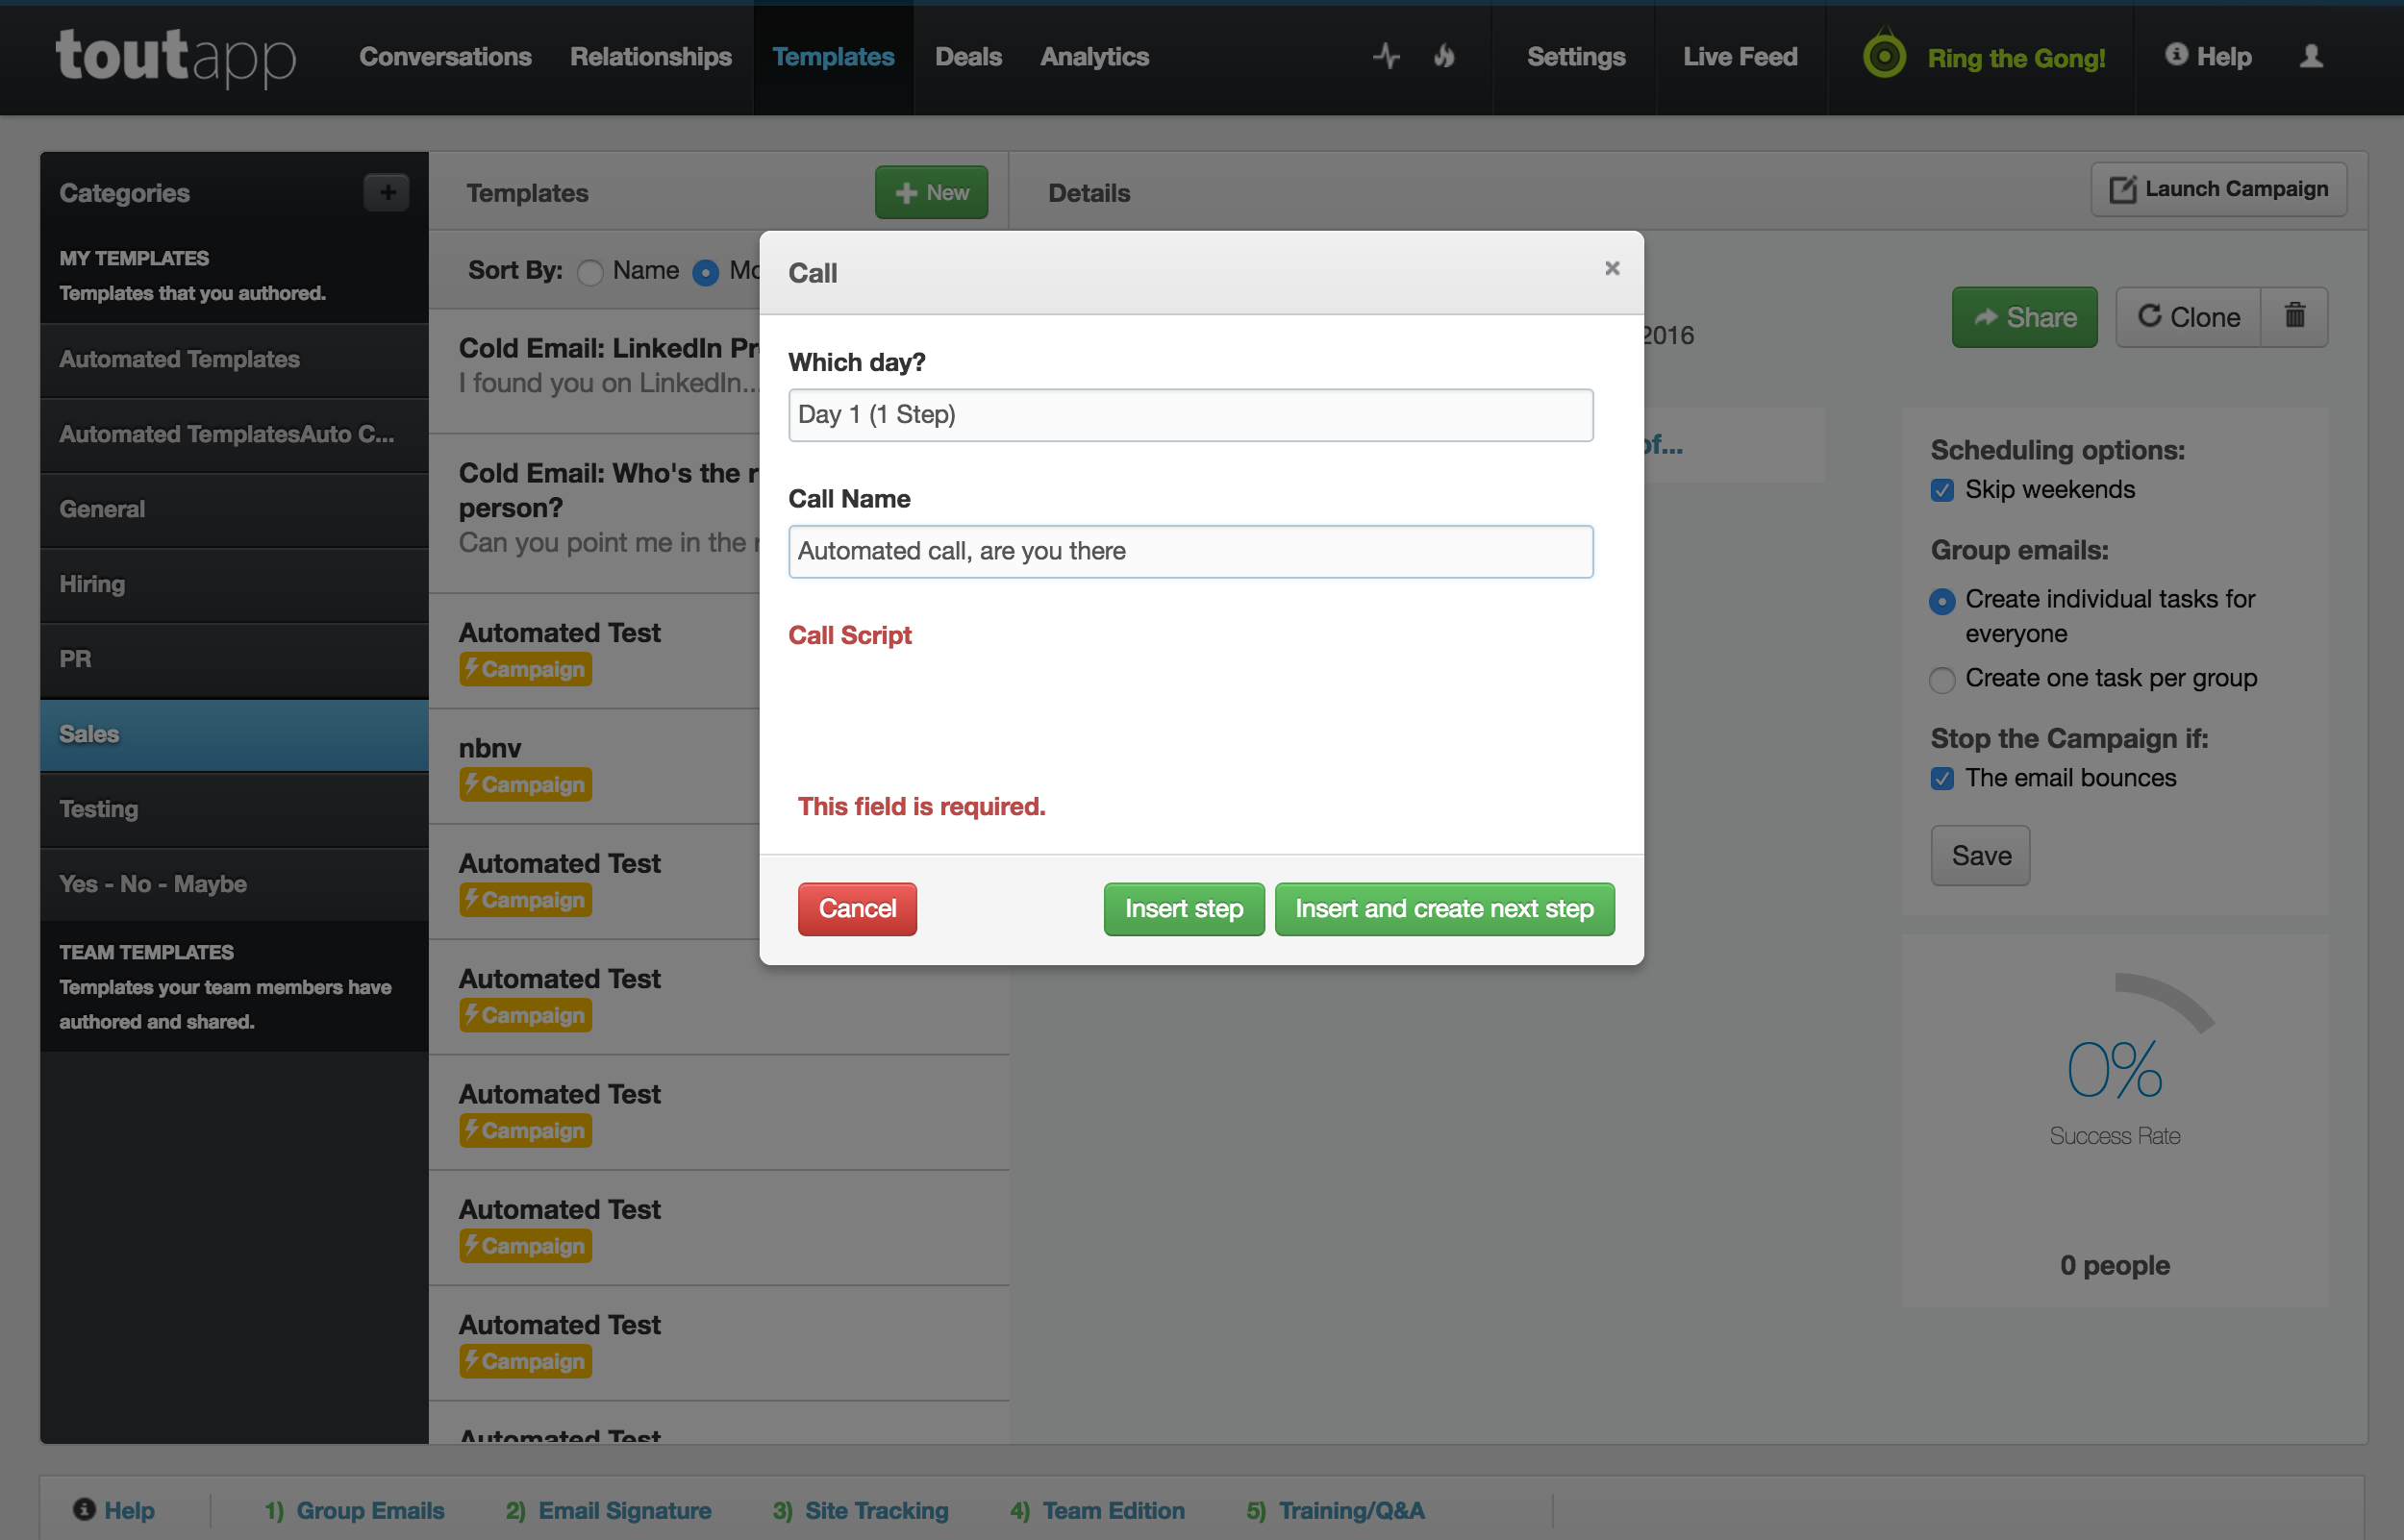 toutapp
Conversations
Relationships
Templates
Deals
Analytics
Settings
Live Feed
Ring the Gong!
Help
Categories
MY TEMPLATES
Templates that you authored.
Automated Templates
Automated TemplatesAuto C...
General
Hiring
PR
Sales
Testing
Yes - No - Maybe
TEAM TEMPLATES
Templates your team members have
authored and shared.
Templates
New
Sort By: Name
Cold Email: LinkedIn
I found you on LinkedIn...
Cold Email: Who's the
person?
Can you point me in the
Automated Test
Campaign
nbnv
Campaign
Automated Test
Campaign
Automated Test
Campaign
Automated Test
Campaign
Automated Test
Campaign
Automated Test
Campaign
Automated Test
Details
Launch Campaign
Call
×
Which day?
Day 1 (1 Step)
Call Name
Automated call, are you there
Call Script
This field is required.
Cancel
Insert step
Insert and create next step
2016
of...
Share
Clone
Scheduling options:
Skip weekends
Group emails:
Create individual tasks for
everyone
Create one task per group
Stop the Campaign if:
The email bounces
Save
0%
Success Rate
0 people
Help
1) Group Emails
2) Email Signature
3) Site Tracking
4) Team Edition
5) Training/Q&A